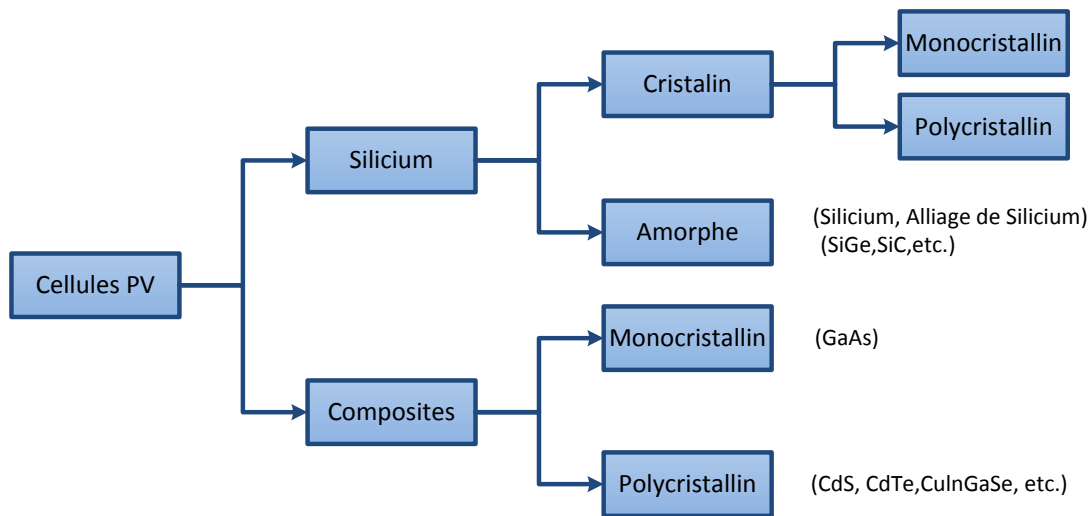 Monocristallin
Cristalin
Polycristallin
Silicium
Amorphe
(Silicium, Alliage de Silicium)
(SiGe,SiC,etc.)
Cellules PV
Monocristallin
(GaAs)
Composites
Polycristallin
(CdS, CdTe,CuInGaSe, etc.)